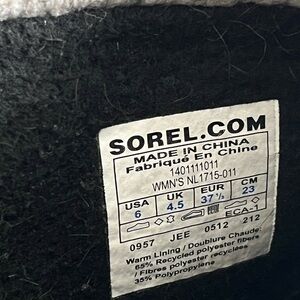 SOREL.COM
MADE IN CHINA
Fabriqué En Chine
1401111011
WMN'S NL1715-011
USA UK EUR CM
6 4.5 37 ½ 23
ECA-1
0957 JEE 0512 212
Warm Lining / Doublure Chaude:
65% Recycled polyester fibers
/ Fibres polyester recyclées
35% Polypropylene